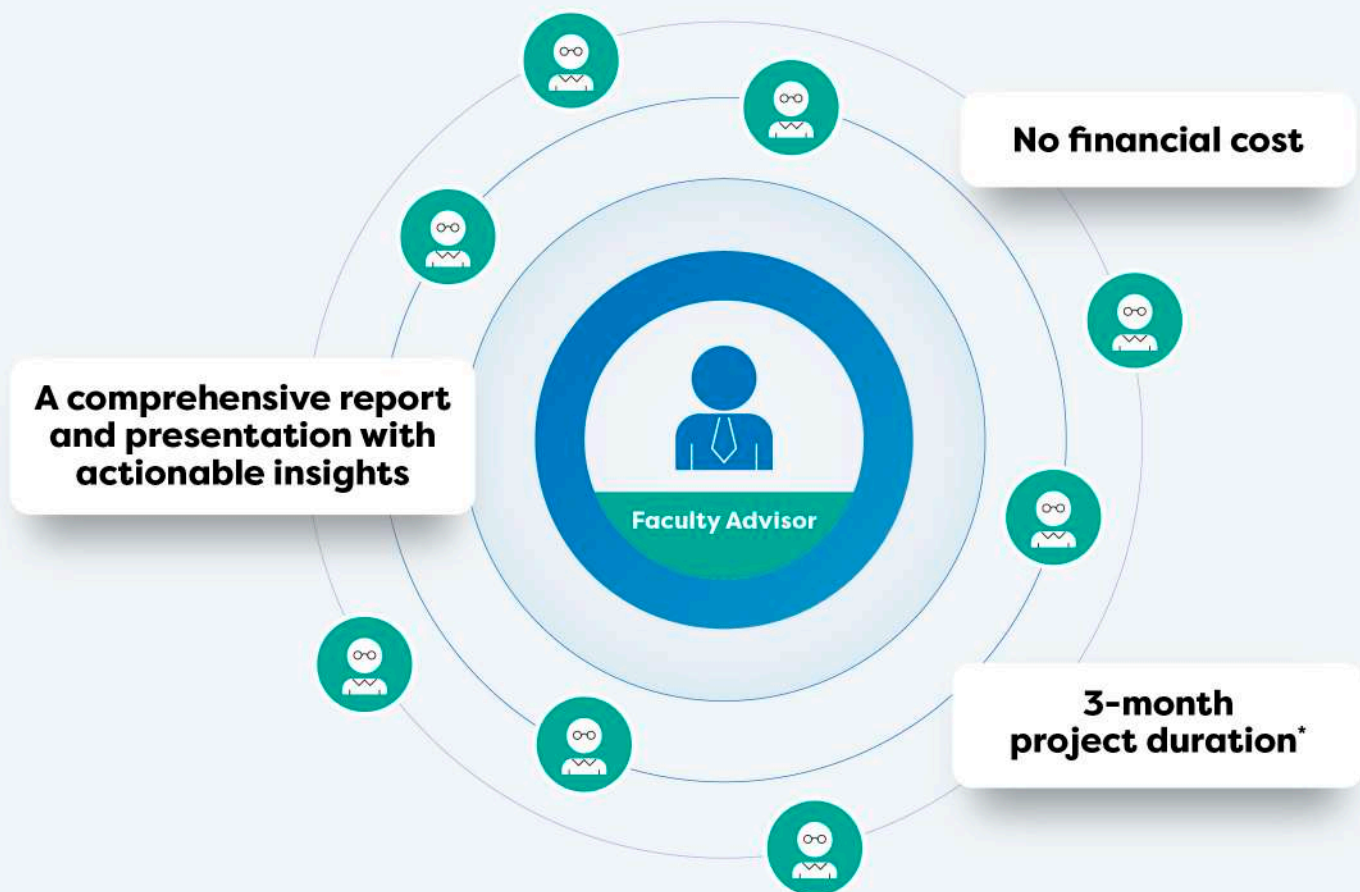 No financial cost
A comprehensive report
and presentation with
actionable insights
Faculty Advisor
3-month
project duration*